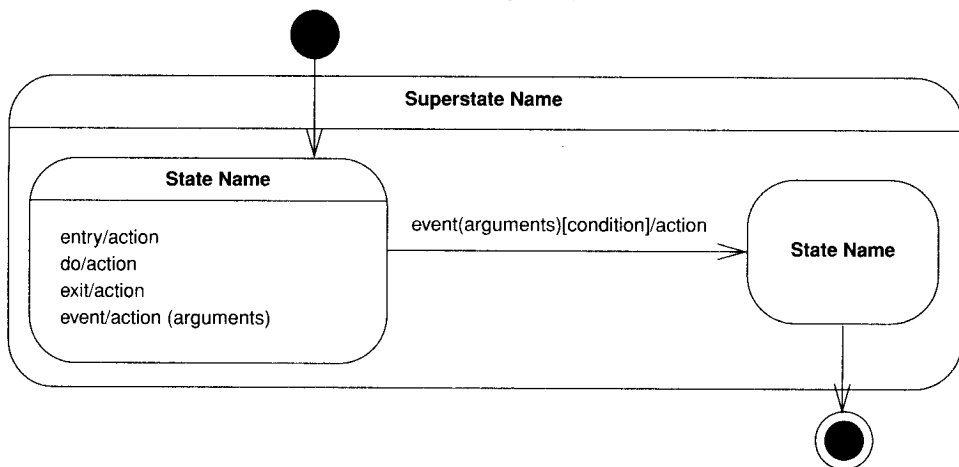 Superstate Name
State Name
entry/action
do/action
exit/action
event/action (arguments)
event(arguments)[condition]/action
State Name